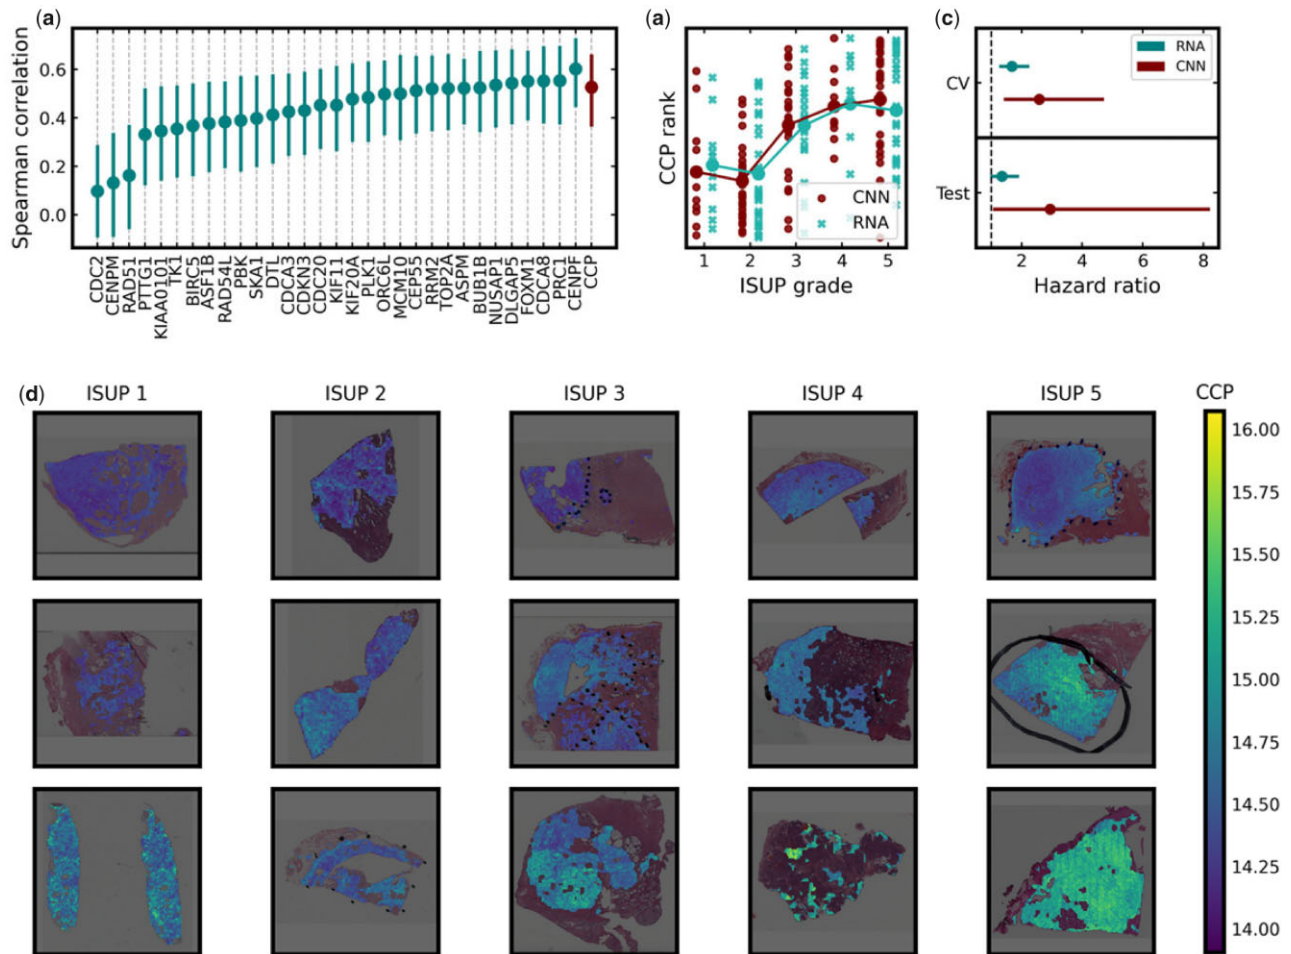 (a)
Spearman correlation
0.6
0.4
0.2
0.0
CDC2
CENPM
RAD51
PTTG1
KIAA0101
TK1
BIRC5
ASF1B
RAD54L
PBK
SKA1
DTL
CDCA3
CDKN3
CDC20
KIF11
KIF20A
PLK1
ORC6L
MCM10
CEP55
RRM2
TOP2A
ASPM
BUB1B
NUSAP1
DLGAP5
FOXM1
CDCA8
PRC1
CENPF
CCP
(a)
CCP rank
CNN
RNA
1 2 3 4 5
ISUP grade
(c)
RNA
CNN
CV
Test
2 4 6 8
Hazard ratio
(d) ISUP 1 ISUP 2 ISUP 3 ISUP 4 ISUP 5 CCP
16.00
15.75
15.50
15.25
15.00
14.75
14.50
14.25
14.00